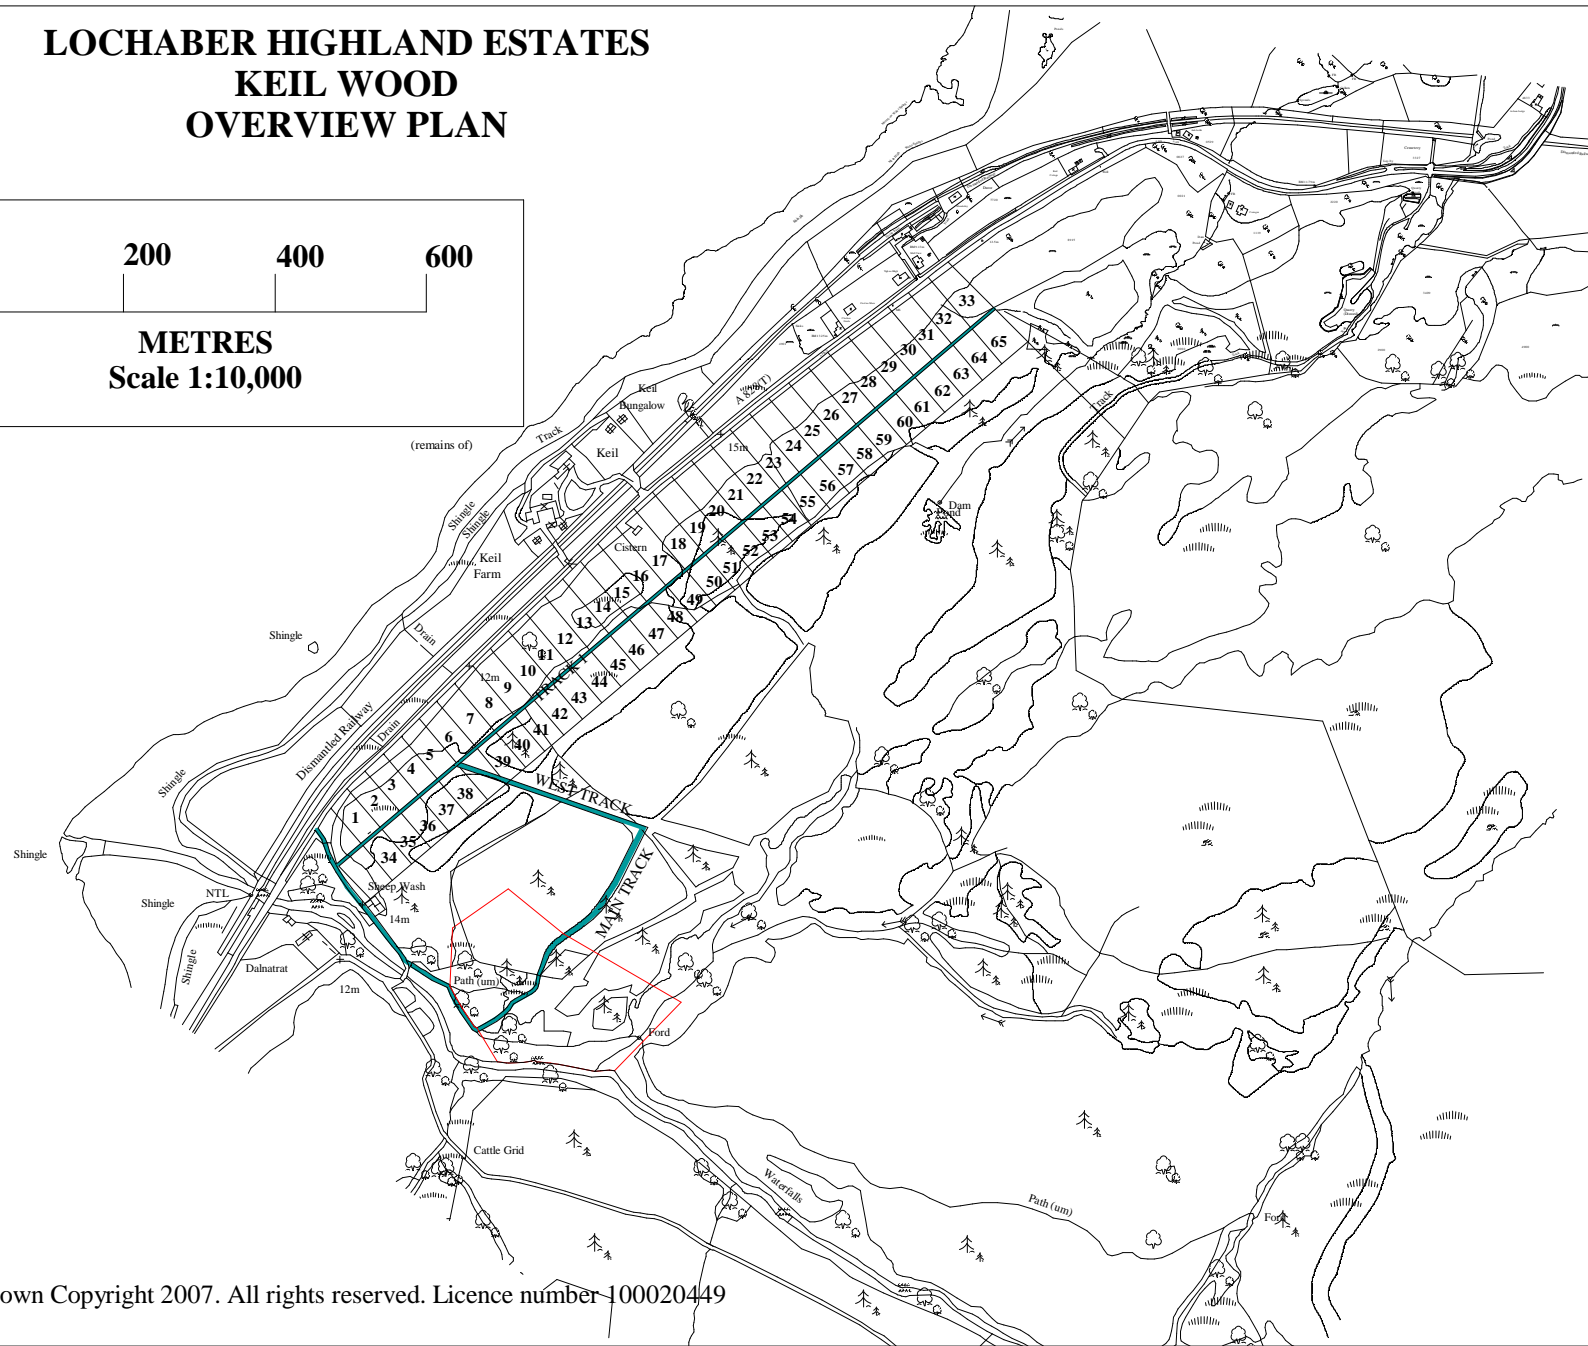 LOCHABER HIGHLAND ESTATES
KEIL WOOD
OVERVIEW PLAN
200 400 600
METRES
Scale 1:10,000
(remains of)
Track
Keil
Bungalow
Keil
A 828(T)
15m
Shingle
Shingle
Keil
Farm
Cistern
Drain
Shingle
12m
Dismantled Railway
Drain
Shingle
Shingle
NTL
Shingle
Shingle
Dalnatrat
12m
Sheep Wash
14m
TRACK 1
WEST TRACK
MAIN TRACK
Path (um)
Ford
Cattle Grid
Waterfalls
Path (um)
Ford
Track
Dam
Pond
Cemetery
1 2 3 4 5 6 7 8 9 10 11 12 13 14 15 16 17 18 19 20 21 22 23 24 25 26 27 28 29 30 31 32 33
34 35 36 37 38 39 40 41 42 43 44 45 46 47 48 49 50 51 52 53 54 55 56 57 58 59 60 61 62 63 64 65
own Copyright 2007. All rights reserved. Licence number 100020449